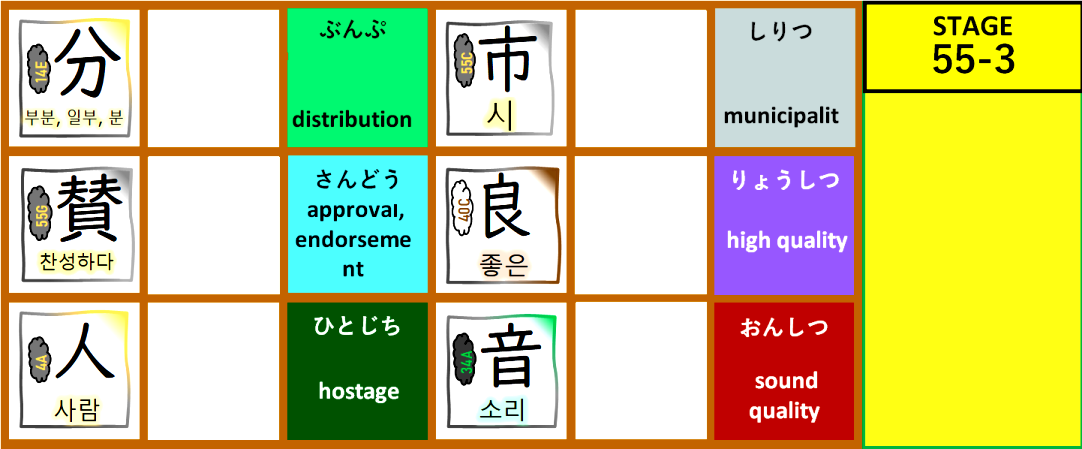 14E
分
부분, 일부, 분
ぶんぷ
distribution
55C
市
시
しりつ
municipalit
STAGE
55-3
55G
賛
찬성하다
さんどう
approval,
endorseme
nt
40C
良
좋은
りょうしつ
high quality
4A
人
사람
ひとじち
hostage
34A
音
소리
おんしつ
sound
quality